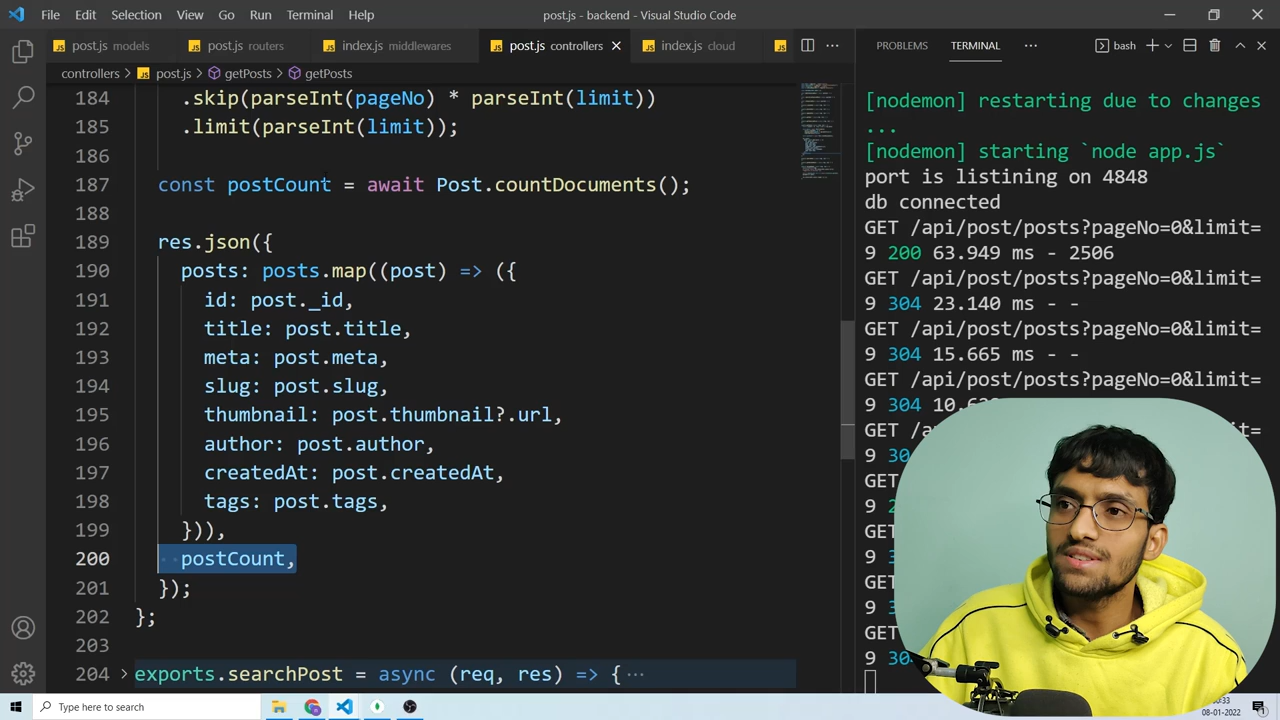 File Edit Selection View Go Run Terminal Help post.js - backend - Visual Studio Code
post.js models post.js routers index.js middlewares post.js controllers index.js cloud
PROBLEMS TERMINAL bash
controllers > post.js > getPosts > getPosts
.skip(parseInt(pageNo) * parseInt(limit))
185 .limit(parseInt(limit));
186
187 const postCount = await Post.countDocuments();
188
189 res.json({
190 posts: posts.map((post) => ({
191 id: post._id,
192 title: post.title,
193 meta: post.meta,
194 slug: post.slug,
195 thumbnail: post.thumbnail?.url,
196 author: post.author,
197 createdAt: post.createdAt,
198 tags: post.tags,
199 })),
200 postCount,
201 });
202 };
203
204 exports.searchPost = async (req, res) => {
[nodemon] restarting due to changes
...
[nodemon] starting `node app.js`
port is listining on 4848
db connected
GET /api/post/posts?pageNo=0&limit=
9 200 63.949 ms - 2506
GET /api/post/posts?pageNo=0&limit=
9 304 23.140 ms - -
GET /api/post/posts?pageNo=0&limit=
9 304 15.665 ms - -
GET /api/post/posts?pageNo=0&limit=
9 304
GET
9
GET
9
GET
9
GET
9
GET
9
Type here to search
08-01-2022